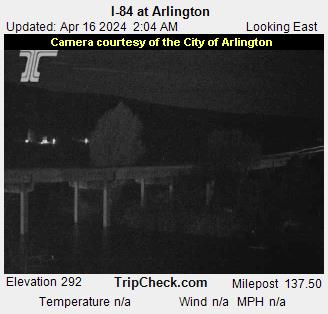 I-84 at Arlington
Updated: Apr 16 2024 2:04 AM Looking East
Camera courtesy of the City of Arlington
Elevation 292 TripCheck.com Milepost 137.50
Temperature n/a Wind n/a MPH n/a